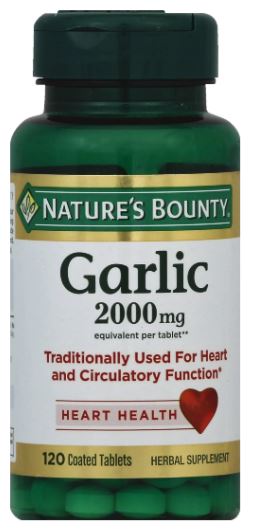 NATURE'S BOUNTY®
Garlic
2000mg
equivalent per tablet**
Traditionally Used For Heart
and Circulatory Function*
HEART HEALTH
120 Coated Tablets HERBAL SUPPLEMENT